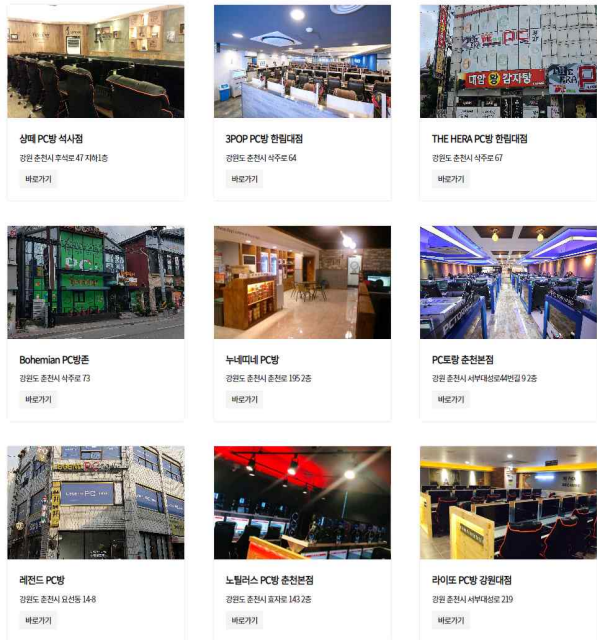 샹떼 PC방 석사점
강원 춘천시 후석로 47 지하1층
바로가기
3POP PC방 한림대점
강원도 춘천시 삭주로 64
바로가기
대왕 감자탕
THE HERA PC방 한림대점
강원도 춘천시 삭주로 67
바로가기
PC
Bohemian PC방존
강원도 춘천시 삭주로 73
바로가기
누네띠네 PC방
강원도 춘천시 춘천로 195 2층
바로가기
PC토랑 춘천본점
강원 춘천시 서부대성로44번길 9 2층
바로가기
PC
레전드 PC방
강원도 춘천시 요선동 14-8
바로가기
노틸러스 PC방 춘천본점
강원도 춘천시 효자로 143 2층
바로가기
라이또 PC방 강원대점
강원 춘천시 서부대성로 219
바로가기